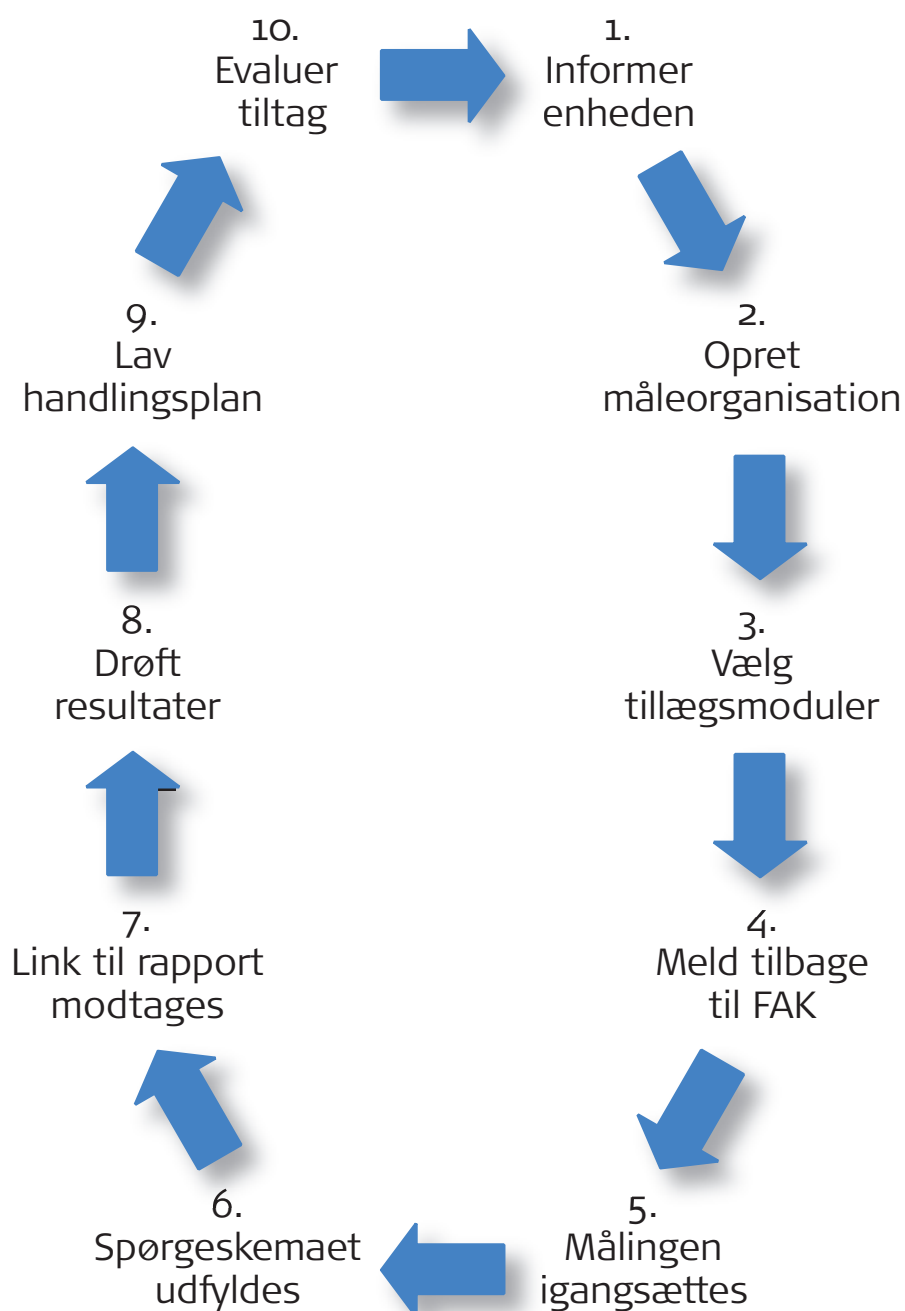 1.
Informer
enheden
2.
Opret
måleorganisation
3.
Vælg
tillægsmoduler
4.
Meld tilbage
til FAK
5.
Målingen
igangsættes
6.
Spørgeskemaet
udfyldes
7.
Link til rapport
modtages
8.
Drøft
resultater
9.
Lav
handlingsplan
10.
Evaluer
tiltag